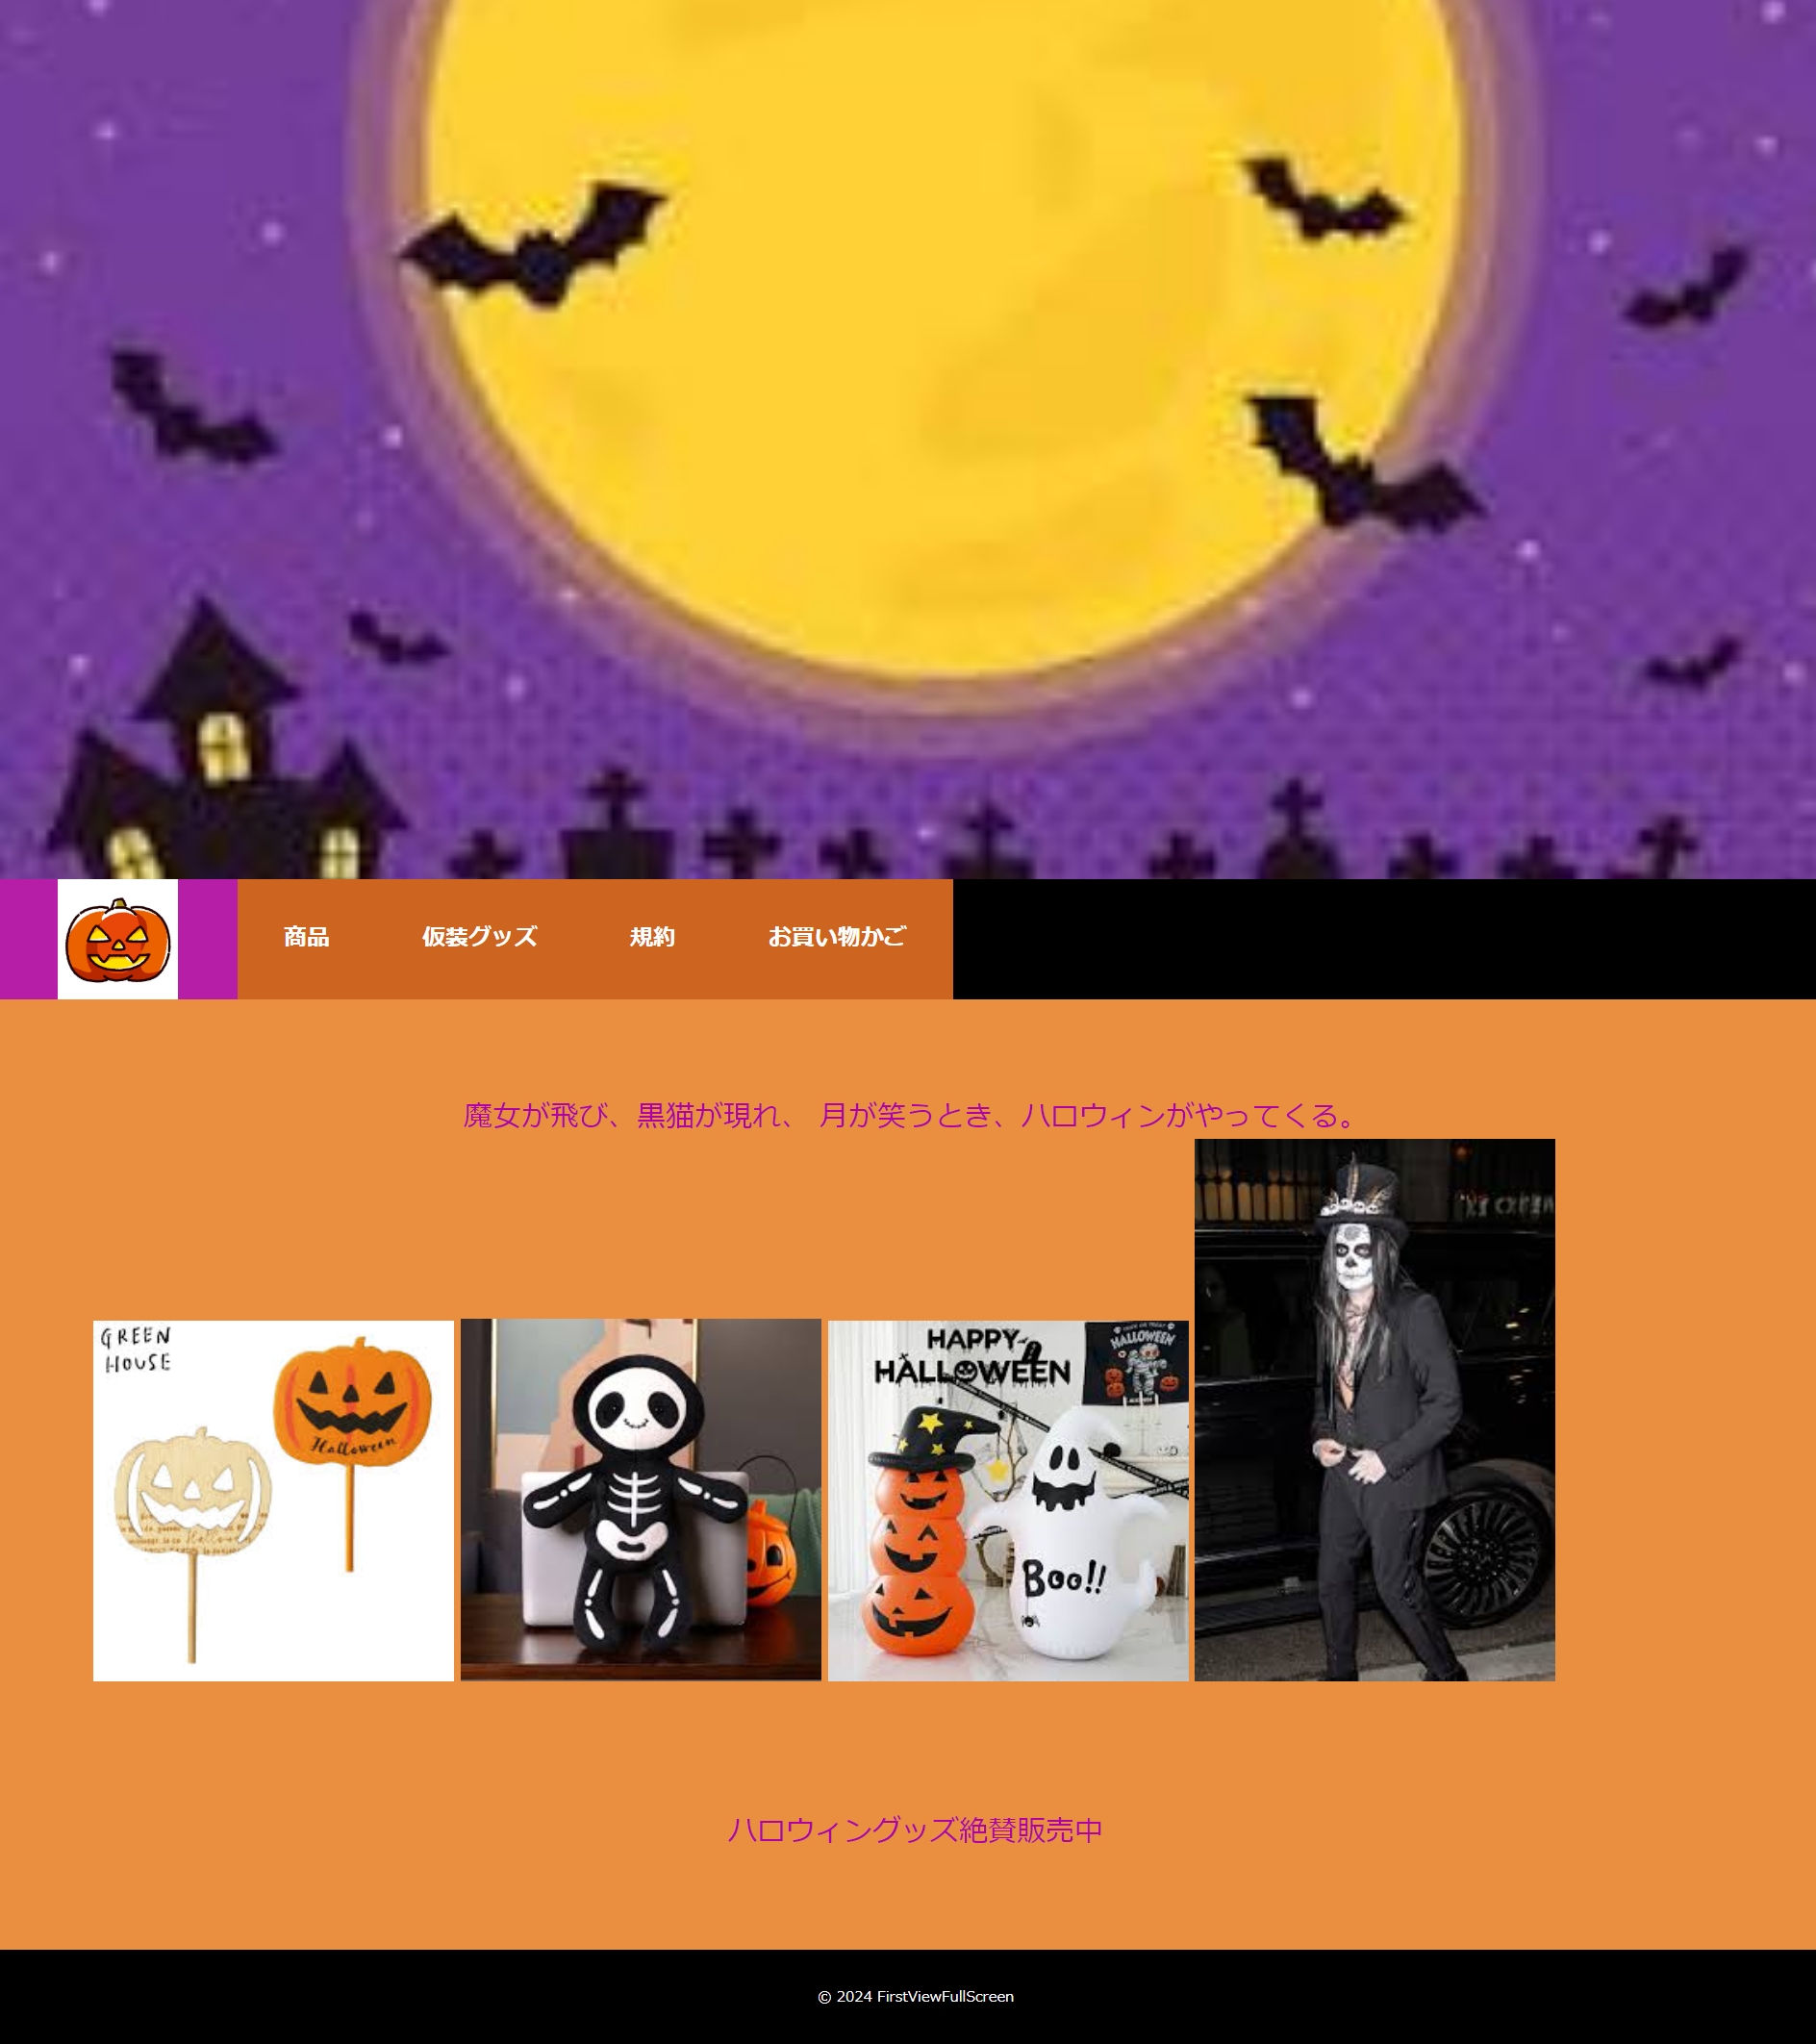 商品 仮装グッズ 規約 お買い物かご
魔女が飛び、黒猫が現れ、 月が笑うとき、ハロウィンがやってくる。
GREEN
HOUSE
Halloween
HAPPY
HALLOWEEN
HALLOWEEN
Boo!!
ハロウィングッズ絶賛販売中
© 2024 FirstViewFullScreen